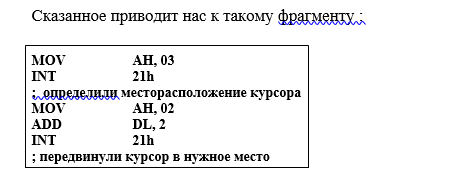 Сказанное приводит нас к такому фрагменту ;
MOV AH, 03
INT 21h
; определили месторасположение курсора
MOV AH, 02
ADD DL, 2
INT 21h
; передвинули курсор в нужное место